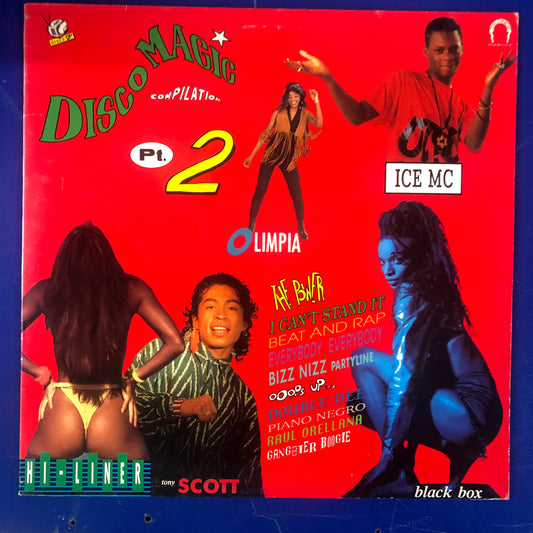 DISCO MAGIC
COMPILATION
Pt. 2
ICE MC
OLIMPIA
THE POWER
I CAN'T STAND IT
BEAT AND RAP
EVERYBODY EVERYBODY
BIZZ NIZZ PARTYLINE
OOOPS UP...
DOUBLE DEE
PIANO NEGRO
RAUL ORELLANA
GANGSTER BOOGIE
HI-LINER
tony SCOTT
black box